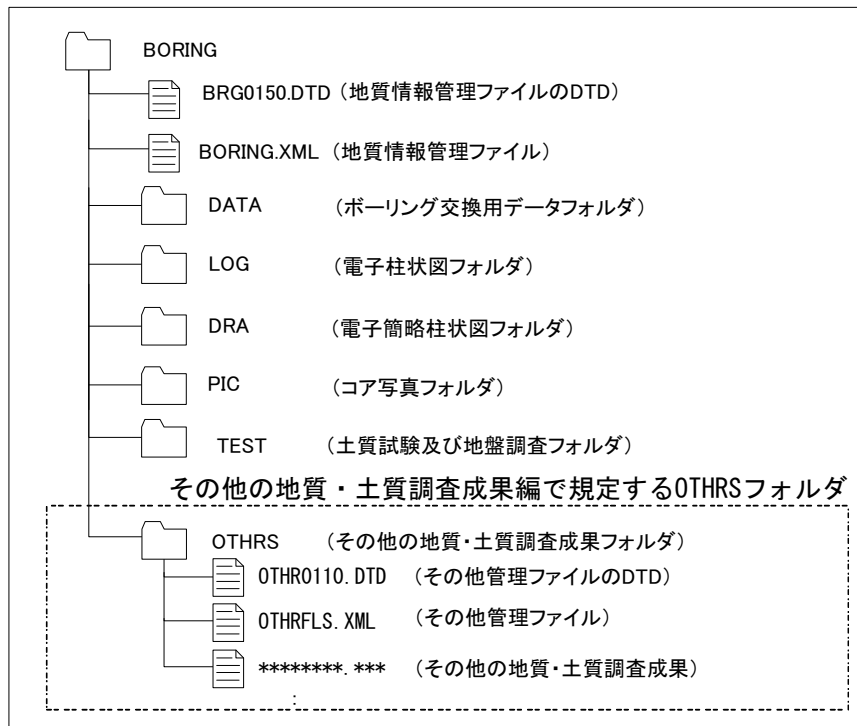 BORING
BRG0150.DTD（地質情報管理ファイルのDTD）
BORING.XML（地質情報管理ファイル）
DATA （ボーリング交換用データフォルダ）
LOG （電子柱状図フォルダ）
DRA （電子簡略柱状図フォルダ）
PIC （コア写真フォルダ）
TEST （土質試験及び地盤調査フォルダ）
その他の地質・土質調査成果編で規定するOTHRSフォルダ
OTHRS （その他の地質・土質調査成果フォルダ）
OTHR0110.DTD （その他管理ファイルのDTD）
OTHRFLS.XML （その他管理ファイル）
********.*** （その他の地質・土質調査成果）
: